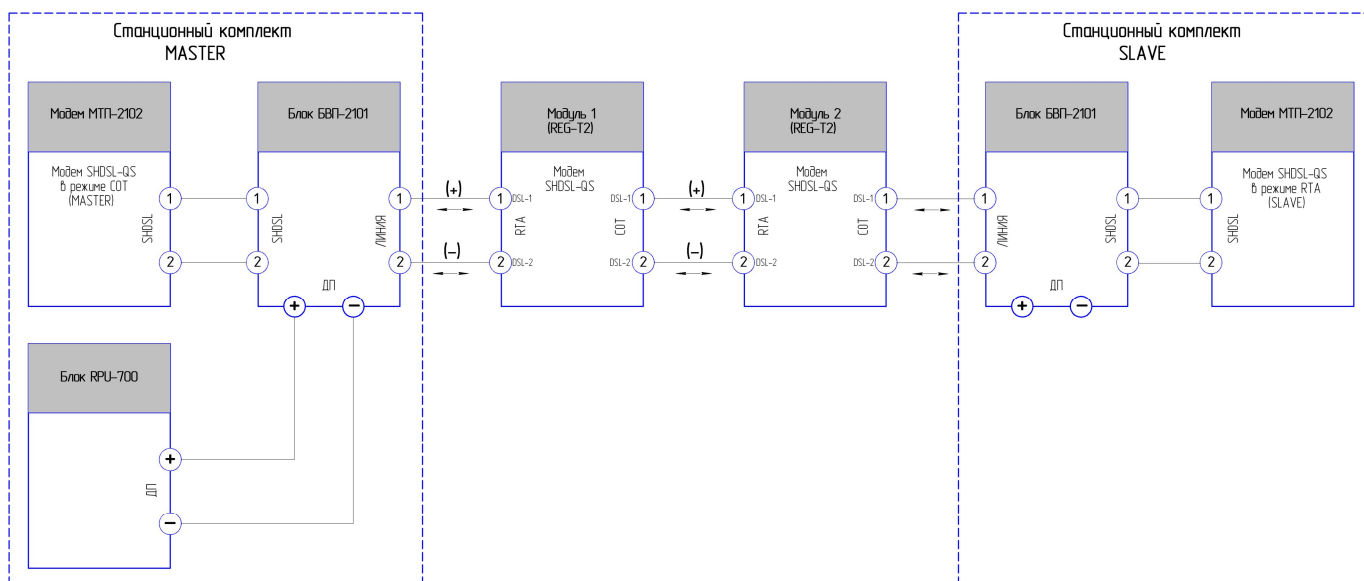 Станционный комплект
MASTER
Модем МТП-2102
Модем SHDSL-QS
в режиме COT
(MASTER)
SHDSL
1
2
Блок БВП-2101
1
2
SHDSL
ЛИНИЯ
1
2
ДП
+
−
Блок RPU-700
+
ДП
−
(+)
(−)
Модуль 1
(REG-T2)
Модем
SHDSL-QS
1
DSL-1
RTA
2
DSL-2
DSL-1
1
COT
DSL-2
2
(+)
(−)
Модуль 2
(REG-T2)
Модем
SHDSL-QS
1
DSL-1
RTA
2
DSL-2
DSL-1
1
COT
DSL-2
2
Станционный комплект
SLAVE
Блок БВП-2101
1
2
ЛИНИЯ
SHDSL
1
2
ДП
+
−
Модем МТП-2102
Модем SHDSL-QS
в режиме RTA
(SLAVE)
1
2
SHDSL